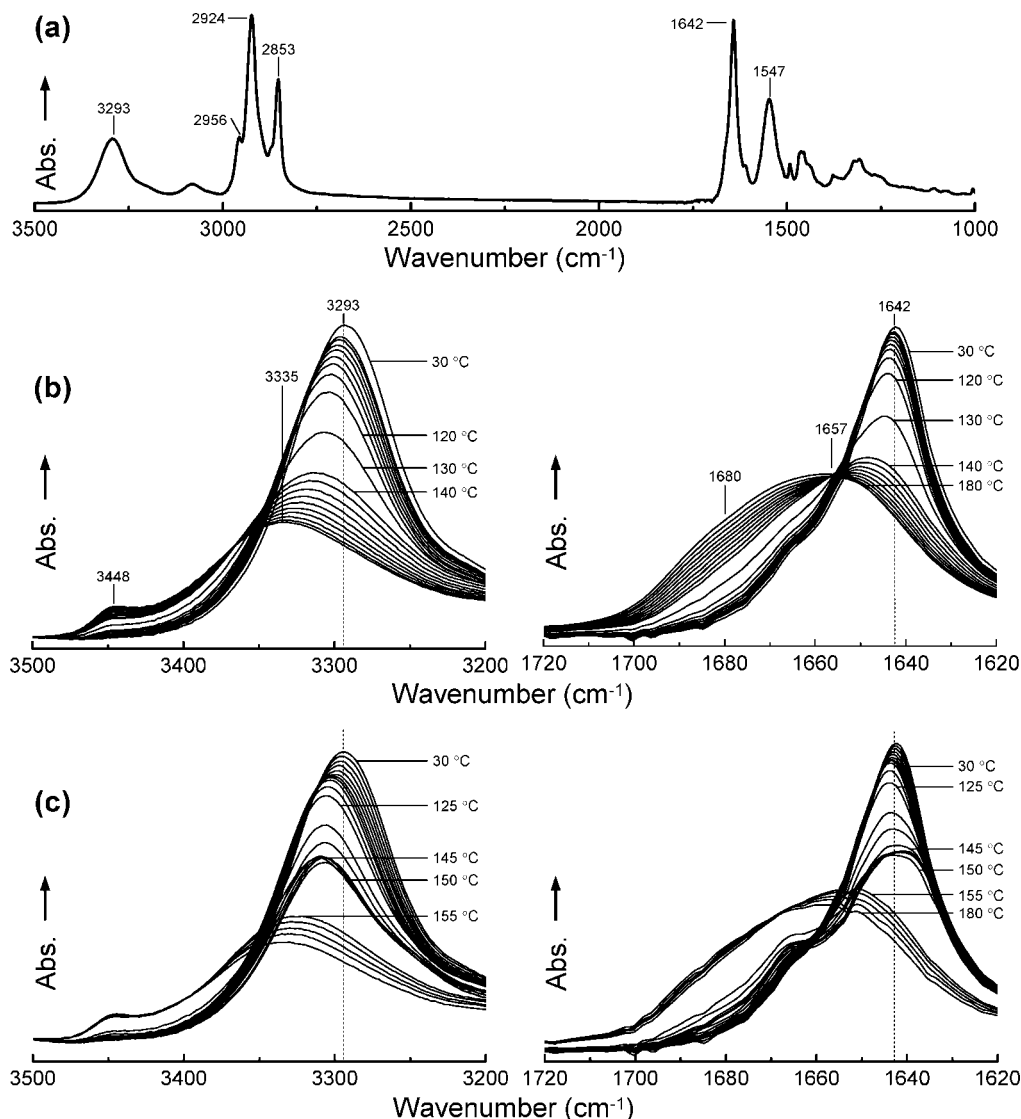 (a)
Abs.
3293
2956
2924
2853
1642
1547
3500
3000
2500
2000
1500
1000
Wavenumber (cm-1)
(b)
Abs.
3293
3335
3448
30 °C
120 °C
130 °C
140 °C
3500
3400
3300
3200
Abs.
1642
1657
1680
30 °C
120 °C
130 °C
140 °C
180 °C
1720
1700
1680
1660
1640
1620
Wavenumber (cm-1)
(c)
Abs.
30 °C
125 °C
145 °C
150 °C
155 °C
3500
3400
3300
3200
Abs.
30 °C
125 °C
145 °C
150 °C
155 °C
180 °C
1720
1700
1680
1660
1640
1620
Wavenumber (cm-1)